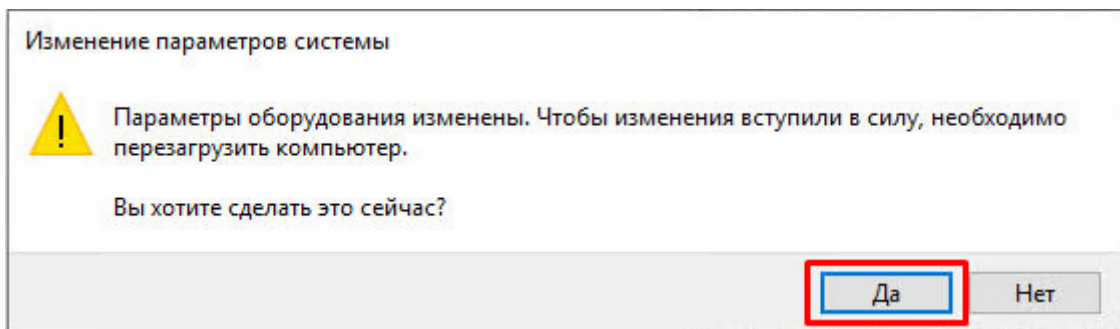 Изменение параметров системы
Параметры оборудования изменены. Чтобы изменения вступили в силу, необходимо
перезагрузить компьютер.
Вы хотите сделать это сейчас?
Да
Нет